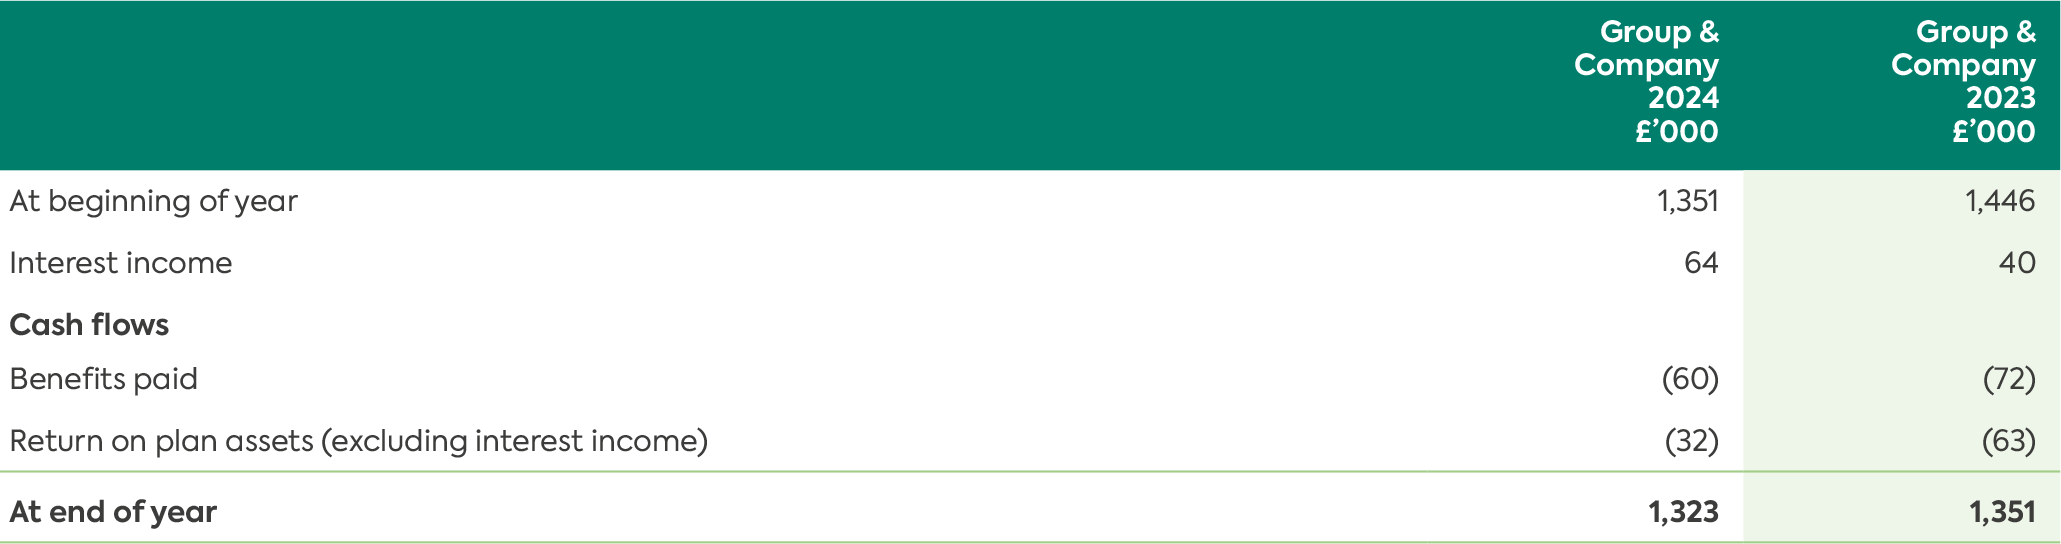 Group & Company 2024 £’000 Group & Company 2023 £’000
At beginning of year 1,351 1,446
Interest income 64 40
Cash flows
Benefits paid (60) (72)
Return on plan assets (excluding interest income) (32) (63)
At end of year 1,323 1,351